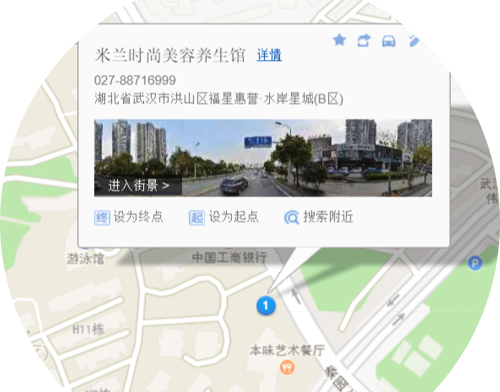 米兰时尚美容养生馆 详情
027-88716999
湖北省武汉市洪山区福星惠誉·水岸星城(B区)
进入街景 >
终 设为终点 起 设为起点 搜索附近
游泳馆 中国工商银行
P
1
H11栋
本味艺术餐厅